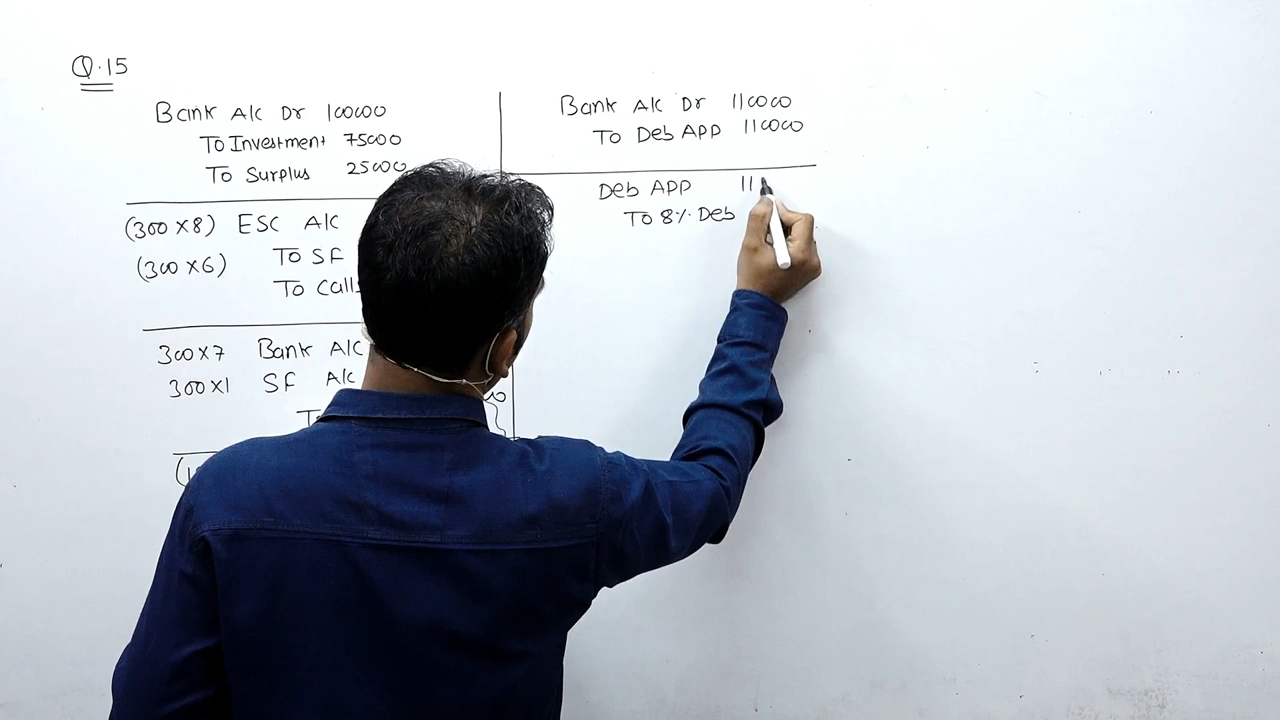 Q.15
Bank A/c Dr 100000
To Investment 75000
To Surplus 25000
(300×8) ESC A/c
(300×6) To SF
To Calls
300×7 Bank A/c
300×1 SF A/c
Bank A/c Dr 110000
To Deb App 110000
Deb App 11
To 8% Deb